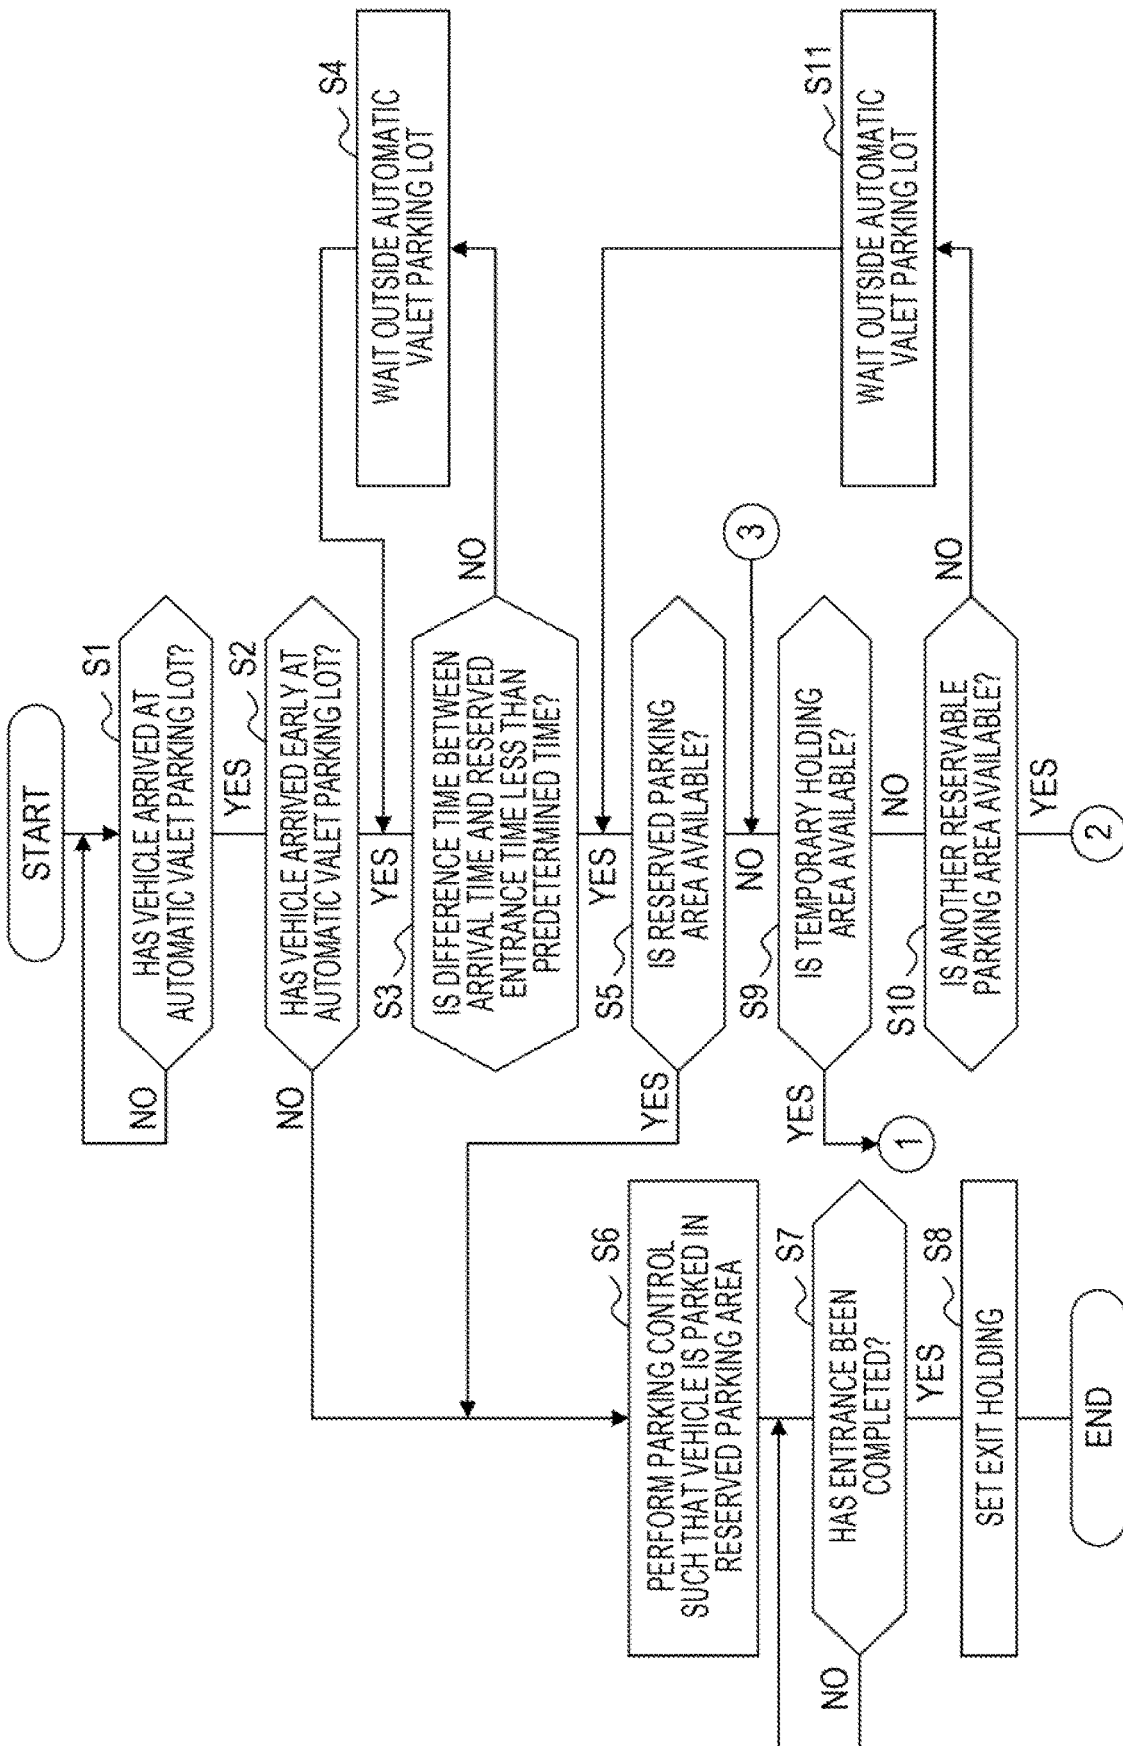 START
S1
HAS VEHICLE ARRIVED AT
AUTOMATIC VALET PARKING LOT?
NO
YES
S2
HAS VEHICLE ARRIVED EARLY AT
AUTOMATIC VALET PARKING LOT?
NO
YES
S3
IS DIFFERENCE TIME BETWEEN
ARRIVAL TIME AND RESERVED
ENTRANCE TIME LESS THAN
PREDETERMINED TIME?
NO
YES
S4
WAIT OUTSIDE AUTOMATIC
VALET PARKING LOT
S5
IS RESERVED PARKING
AREA AVAILABLE?
YES
NO
3
S9
IS TEMPORARY HOLDING
AREA AVAILABLE?
YES
1
NO
S10
IS ANOTHER RESERVABLE
PARKING AREA AVAILABLE?
NO
YES
2
S11
WAIT OUTSIDE AUTOMATIC
VALET PARKING LOT
S6
PERFORM PARKING CONTROL
SUCH THAT VEHICLE IS PARKED IN
RESERVED PARKING AREA
S7
HAS ENTRANCE BEEN
COMPLETED?
NO
YES
S8
SET EXIT HOLDING
END